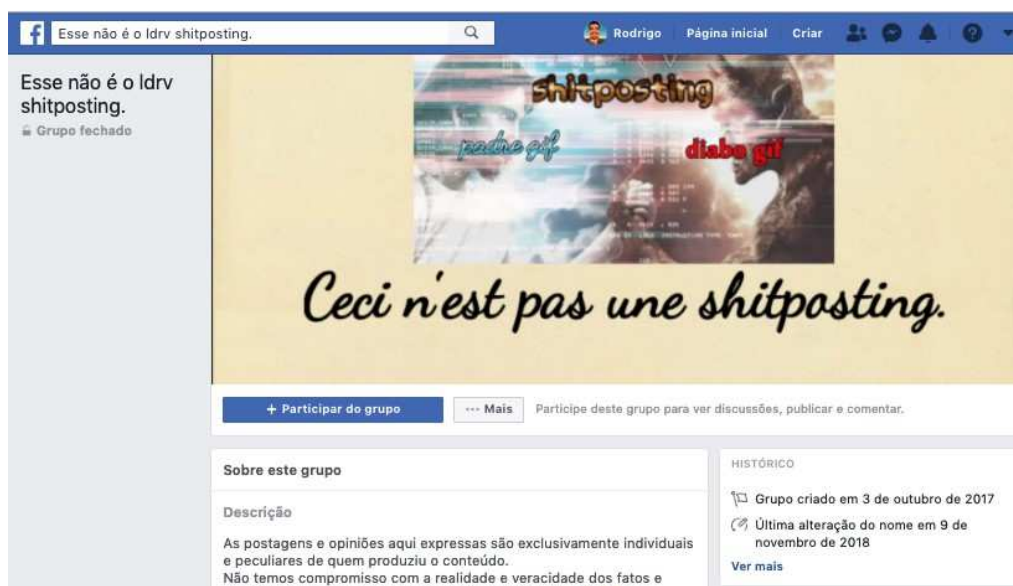 Esse não é o ldrv shitposting.
Rodrigo Página inicial Criar
Esse não é o ldrv
shitposting.
Grupo fechado
shitposting
padre gif diabo gif
Ceci n'est pas une shitposting.
+ Participar do grupo ··· Mais Participe deste grupo para ver discussões, publicar e comentar.
Sobre este grupo
Descrição
As postagens e opiniões aqui expressas são exclusivamente individuais
e peculiares de quem produziu o conteúdo.
Não temos compromisso com a realidade e veracidade dos fatos e
HISTÓRICO
Grupo criado em 3 de outubro de 2017
Última alteração do nome em 9 de
novembro de 2018
Ver mais